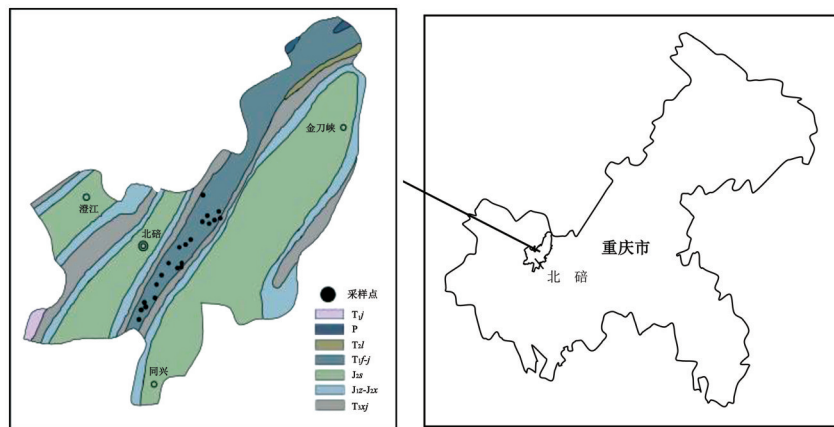 金刀峡
澄江
北碚
同兴
采样点
T₁j
P
T₂l
T₁f-j
J₂s
J₁z-J₂x
T₃xj
重庆市
北 碚